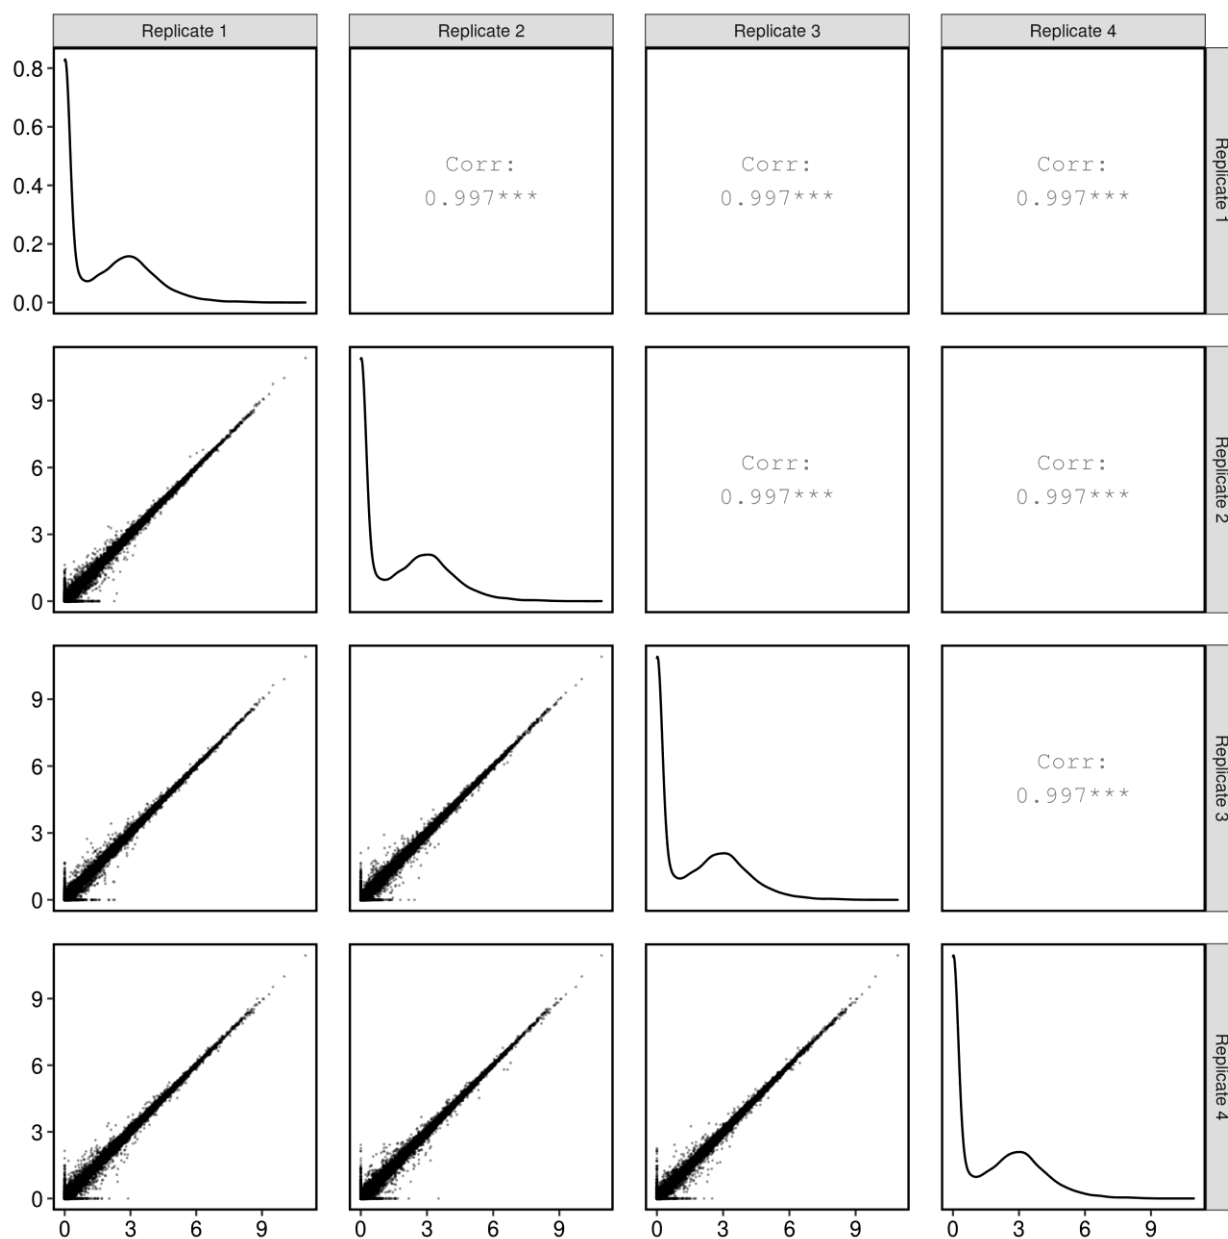 Replicate 1
Replicate 2
Replicate 3
Replicate 4
0.8
0.6
0.4
0.2
0.0
Corr:
0.997***
Corr:
0.997***
Corr:
0.997***
Replicate 1
9
6
3
0
Corr:
0.997***
Corr:
0.997***
Replicate 2
9
6
3
0
Corr:
0.997***
Replicate 3
9
6
3
0
Replicate 4
0 3 6 9
0 3 6 9
0 3 6 9
0 3 6 9